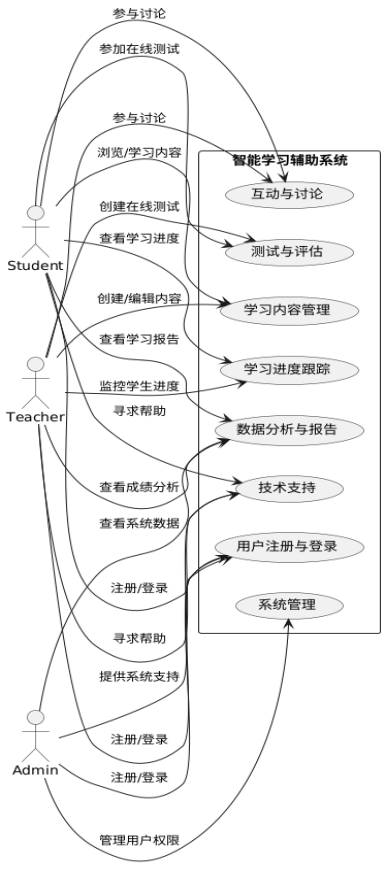 参与讨论
参加在线测试
参与讨论
智能学习辅助系统
浏览/学习内容
互动与讨论
创建在线测试
Student
查看学习进度
测试与评估
创建/编辑内容
学习内容管理
查看学习报告
学习进度跟踪
Teacher
监控学生进度
寻求帮助
数据分析与报告
查看成绩分析
技术支持
查看系统数据
用户注册与登录
注册/登录
系统管理
寻求帮助
提供系统支持
Admin
注册/登录
注册/登录
管理用户权限